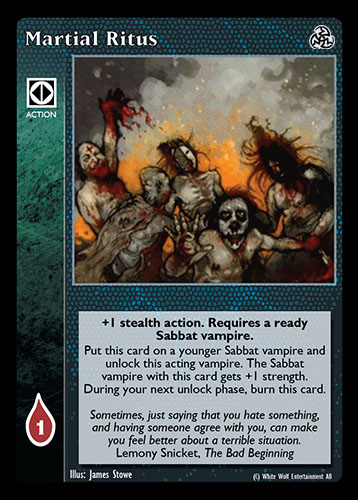 Martial Ritus
ACTION
+1 stealth action. Requires a ready
Sabbat vampire.
Put this card on a younger Sabbat vampire and
unlock this acting vampire. The Sabbat
vampire with this card gets +1 strength.
During your next unlock phase, burn this card.
Sometimes, just saying that you hate something,
and having someone agree with you, can make
you feel better about a terrible situation.
Lemony Snicket, The Bad Beginning
1
Illus: James Stowe
(C) White Wolf Entertainment AB